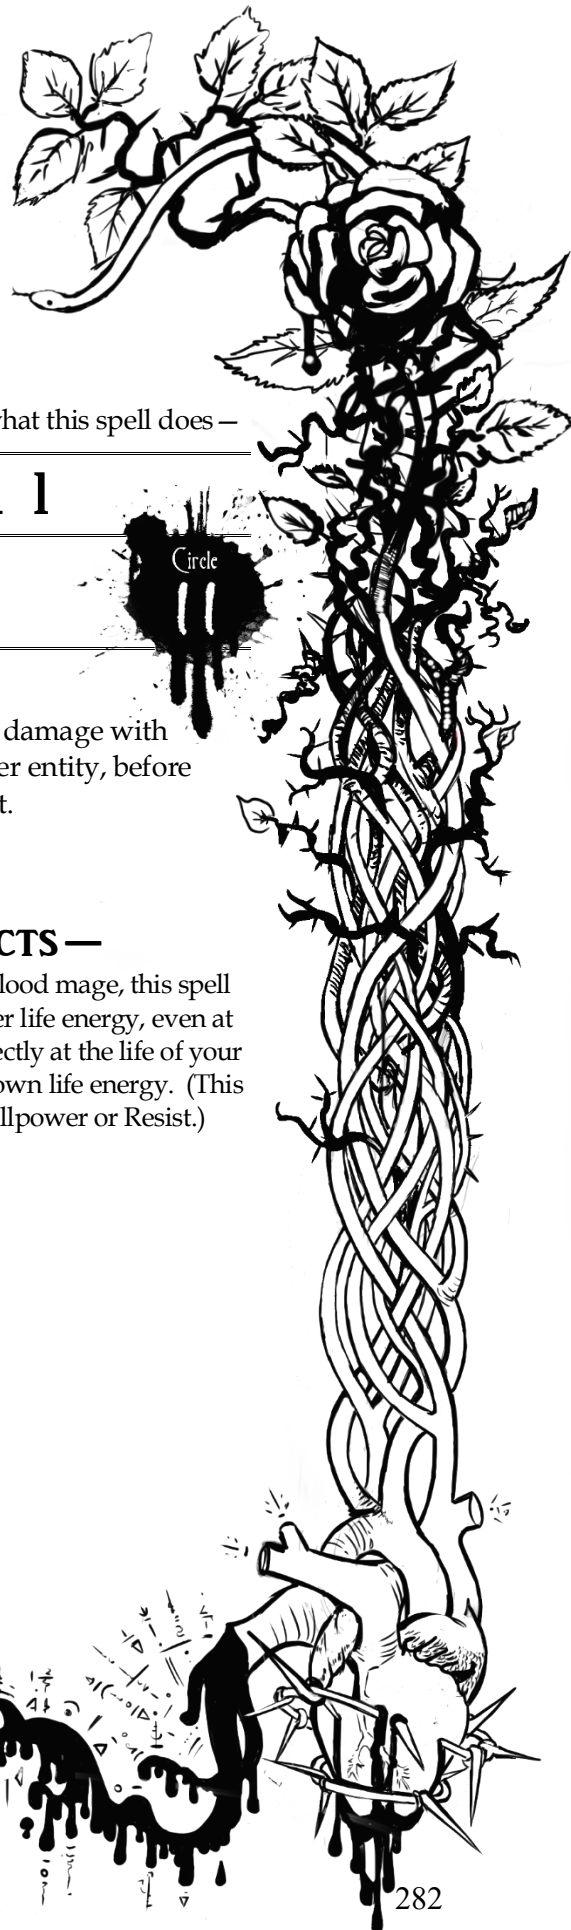 what this spell does—
l
Circle
II
damage with
er entity, before
t.
CTS —
lood mage, this spell
er life energy, even at
ectly at the life of your
own life energy. (This
llpower or Resist.)
282